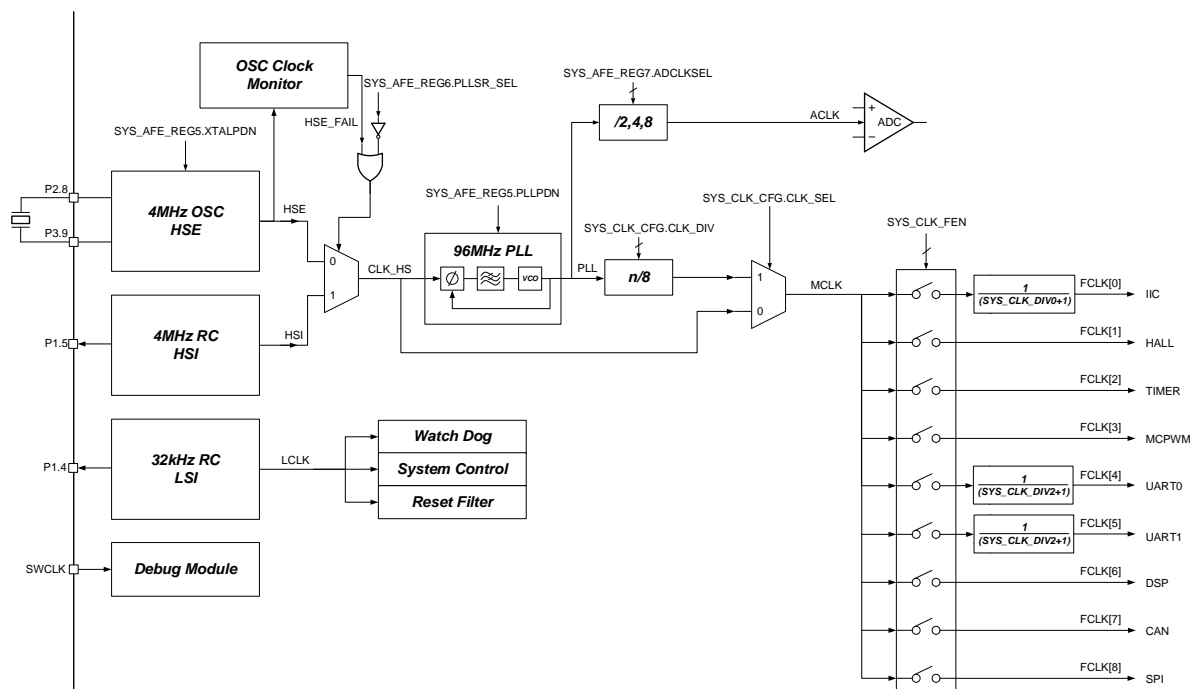 OSC Clock
Monitor
SYS_AFE_REG6.PLLSR_SEL
SYS_AFE_REG7.ADCLKSEL
/2,4,8
ACLK
+
ADC
−
HSE_FAIL
SYS_AFE_REG5.XTALPDN
P2.8
P3.9
4MHz OSC
HSE
HSE
0
1
CLK_HS
SYS_AFE_REG5.PLLPDN
96MHz PLL
Ø
VCO
PLL
SYS_CLK_CFG.CLK_DIV
n/8
SYS_CLK_CFG.CLK_SEL
1
0
MCLK
SYS_CLK_FEN
P1.5
4MHz RC
HSI
HSI
P1.4
32kHz RC
LSI
LCLK
Watch Dog
System Control
Reset Filter
SWCLK
Debug Module
1
(SYS_CLK_DIV0+1)
FCLK[0]
IIC
FCLK[1]
HALL
FCLK[2]
TIMER
FCLK[3]
MCPWM
1
(SYS_CLK_DIV2+1)
FCLK[4]
UART0
1
(SYS_CLK_DIV2+1)
FCLK[5]
UART1
FCLK[6]
DSP
FCLK[7]
CAN
FCLK[8]
SPI